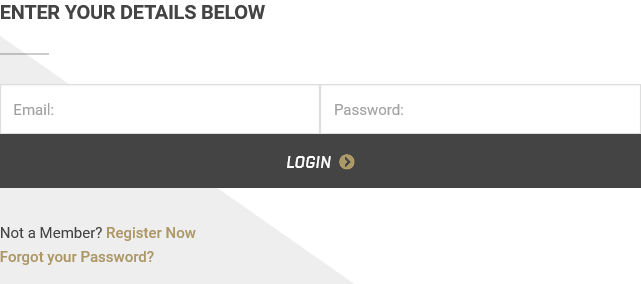 ENTER YOUR DETAILS BELOW
Email:
Password:
LOGIN
Not a Member? Register Now
Forgot your Password?